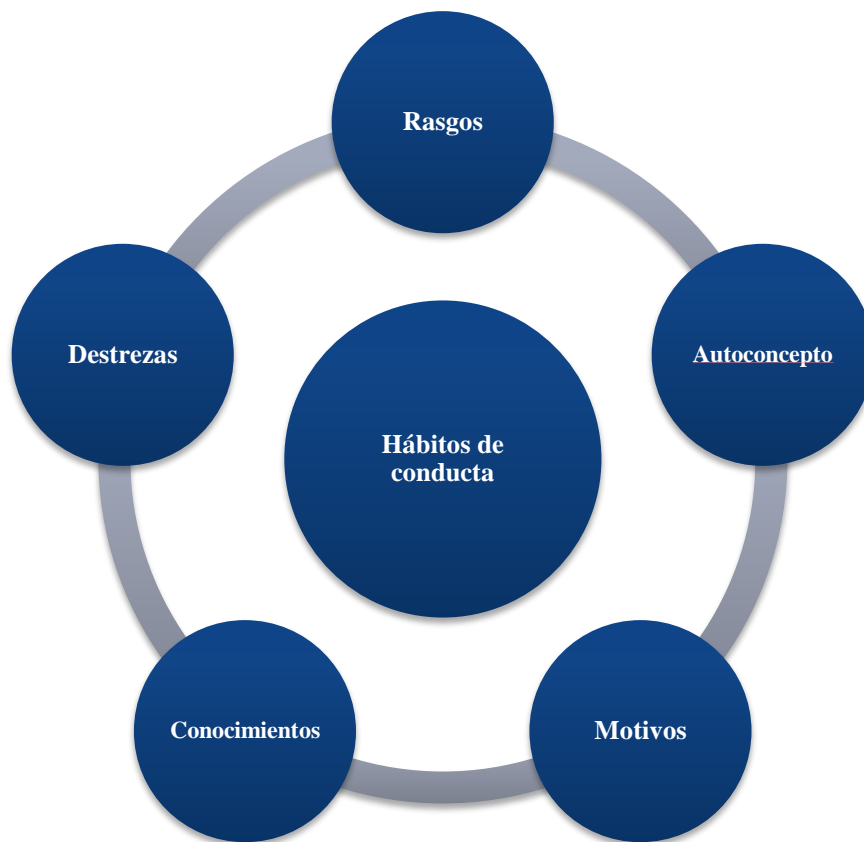 Rasgos
Destrezas
Autoconcepto
Hábitos de
conducta
Conocimientos
Motivos